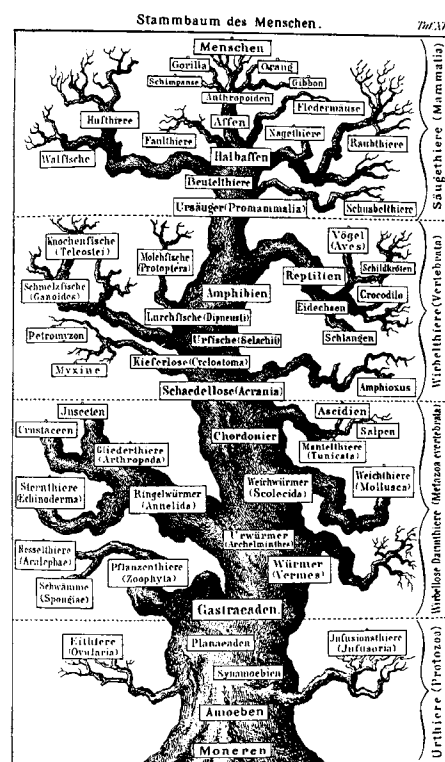 Stammbaum des Menschen.
Menschen
Gorilla
Orang
Schimpanse
Gibbon
Anthropoiden
Fledermäuse
Affen
Hufthiere
Faulthiere
Nagethiere
Raubthiere
Walfische
Halbaffen
Beutelthiere
Ursäuger (Promammalia)
Schnabelthiere
Säugethiere (Mammalia)
Knochenfische
(Teleostei)
Molchfische
(Protoptera)
Vögel
(Aves)
Schildkröten
Reptilien
Schmelzfische
(Ganoides)
Amphibien
Crocodile
Eidechsen
Lurchfische (Dipneusti)
Petromyzon
Urfische (Selachii)
Schlangen
Kieferlose (Cyclostoma)
Myxine
Amphioxus
Schaedellose (Acrania)
Wirbelthiere (Vertebrata)
Insecten
Ascidien
Crustaceen
Salpen
Chordonier
Gliederthiere
(Arthropoda)
Mantelthiere
(Tunicata)
Sternthiere
(Echinoderma)
Ringelwürmer
(Annelida)
Weichwürmer
(Scolecida)
Weichthiere
(Mollusca)
Urwürmer
(Archelminthes)
Nesselthiere
(Acalephae)
Pflanzenthiere
(Zoophyta)
Würmer
(Vermes)
Schwämme
(Spongiae)
Gastraeaden
Wirbellose Darmthiere (Metazoa evertebrata)
Eithiere
(Ovularia)
Planaeaden
Infusionsthiere
(Infusoria)
Synamoebien
Amoeben
Moneren
Urthiere (Protozoa)